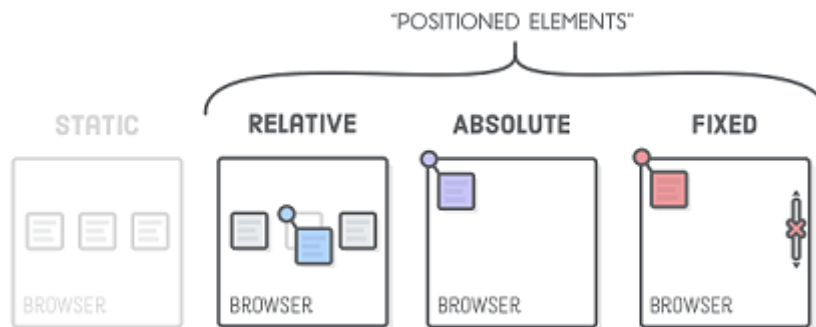 "POSITIONED ELEMENTS"
STATIC
RELATIVE
ABSOLUTE
FIXED
BROWSER
BROWSER
BROWSER
BROWSER